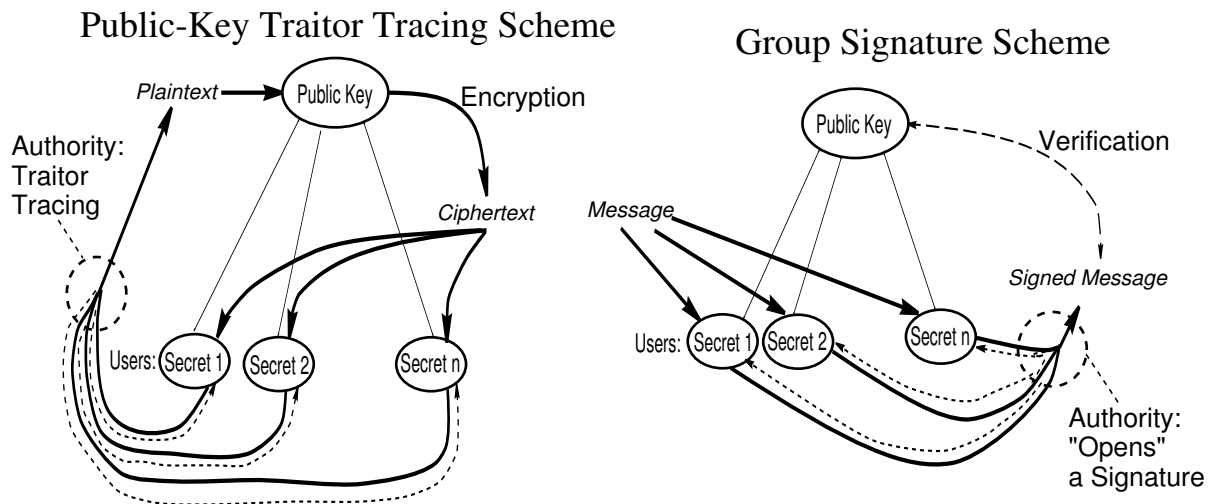 Public-Key Traitor Tracing Scheme
Plaintext
Public Key
Encryption
Authority:
Traitor
Tracing
Ciphertext
Users:
Secret 1
Secret 2
Secret n
Group Signature Scheme
Public Key
Verification
Message
Signed Message
Users:
Secret 1
Secret 2
Secret n
Authority:
"Opens"
a Signature